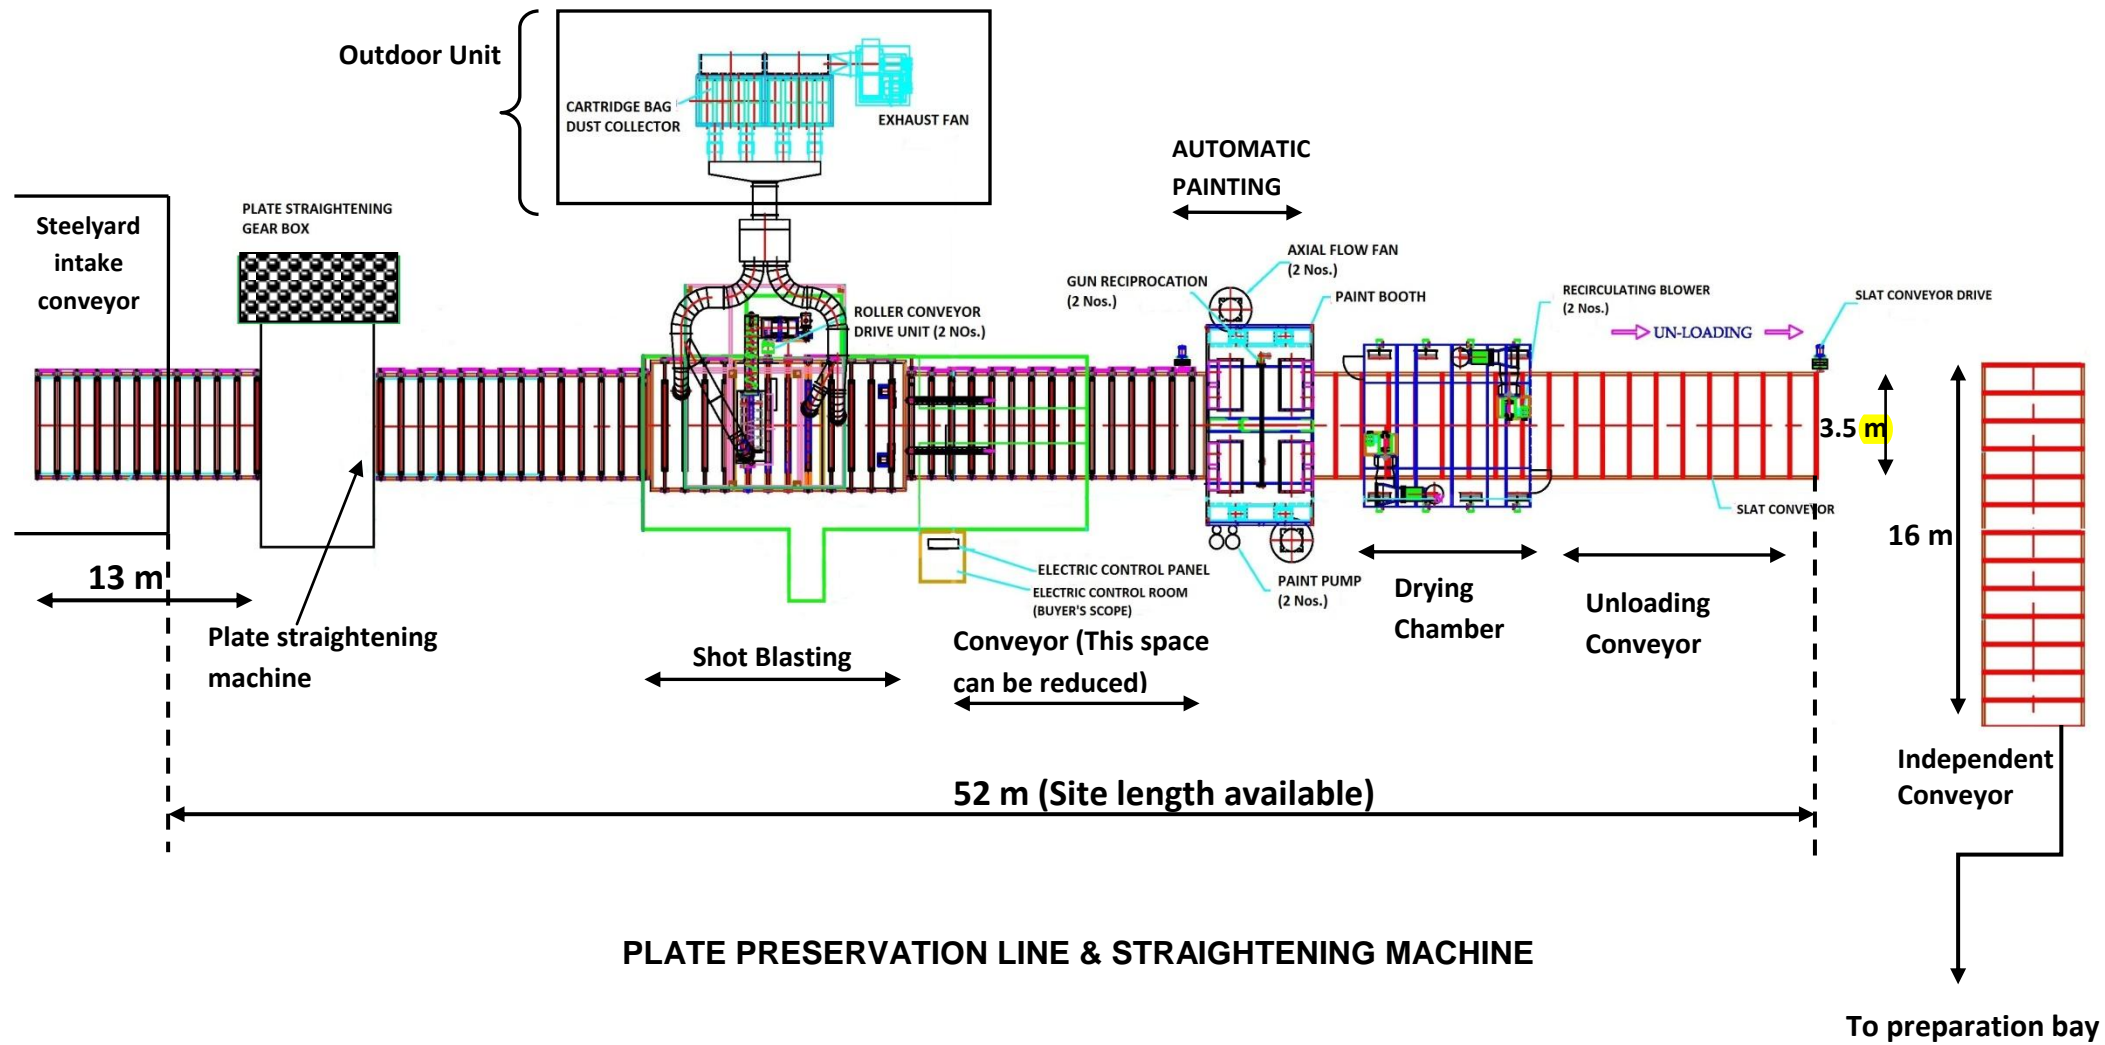 Outdoor Unit
CARTRIDGE BAG
DUST COLLECTOR
EXHAUST FAN
AUTOMATIC
PAINTING
Steelyard
intake
conveyor
PLATE STRAIGHTENING
GEAR BOX
AXIAL FLOW FAN
(2 Nos.)
GUN RECIPROCATION
(2 Nos.)
PAINT BOOTH
RECIRCULATING BLOWER
(2 Nos.)
SLAT CONVEYOR DRIVE
ROLLER CONVEYOR
DRIVE UNIT (2 NOs.)
UN-LOADING
3.5 m
SLAT CONVEYOR
16 m
13 m
ELECTRIC CONTROL PANEL
ELECTRIC CONTROL ROOM
(BUYER'S SCOPE)
PAINT PUMP
(2 Nos.)
Drying
Chamber
Unloading
Conveyor
Plate straightening
machine
Shot Blasting
Conveyor (This space
can be reduced)
Independent
Conveyor
52 m (Site length available)
PLATE PRESERVATION LINE & STRAIGHTENING MACHINE
To preparation bay